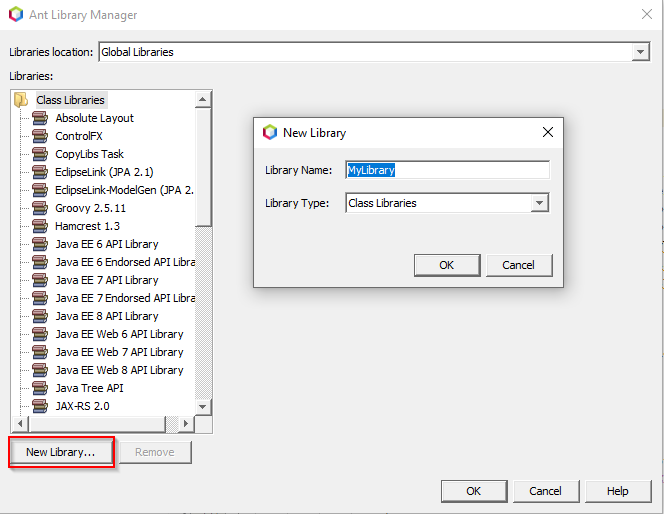 Ant Library Manager
Libraries location: Global Libraries
Libraries:
Class Libraries
Absolute Layout
ControlFX
CopyLibs Task
EclipseLink (JPA 2.1)
EclipseLink-ModelGen (JPA 2.
Groovy 2.5.11
Hamcrest 1.3
Java EE 6 API Library
Java EE 6 Endorsed API Libra
Java EE 7 API Library
Java EE 7 Endorsed API Libra
Java EE 8 API Library
Java EE Web 6 API Library
Java EE Web 7 API Library
Java EE Web 8 API Library
Java Tree API
JAX-RS 2.0
New Library... Remove
New Library
Library Name: MyLibrary
Library Type: Class Libraries
OK Cancel
OK Cancel Help